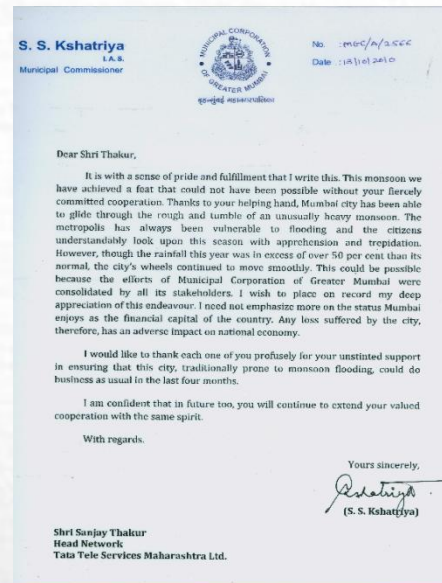 S. S. Kshatriya
I.A.S.
Municipal Commissioner
MUNICIPAL CORPORATION
OF GREATER MUMBAI
बृहन्मुंबई महानगरपालिका
No. : MGC/A/2566
Date : 13/10/2010
Dear Shri Thakur,
It is with a sense of pride and fulfillment that I write this. This monsoon we
have achieved a feat that could not have been possible without your fiercely
committed cooperation. Thanks to your helping hand, Mumbai city has been able
to glide through the rough and tumble of an unusually heavy monsoon. The
metropolis has always been vulnerable to flooding and the citizens
understandably look upon this season with apprehension and trepidation.
However, though the rainfall this year was in excess of over 50 per cent than its
normal, the city's wheels continued to move smoothly. This could be possible
because the efforts of Municipal Corporation of Greater Mumbai were
consolidated by all its stakeholders. I wish to place on record my deep
appreciation of this endeavour. I need not emphasize more on the status Mumbai
enjoys as the financial capital of the country. Any loss suffered by the city,
therefore, has an adverse impact on national economy.
I would like to thank each one of you profusely for your unstinted support
in ensuring that this city, traditionally prone to monsoon flooding, could do
business as usual in the last four months.
I am confident that in future too, you will continue to extend your valued
cooperation with the same spirit.
With regards.
Yours sincerely,
Kshatriya
(S. S. Kshatriya)
Shri Sanjay Thakur
Head Network
Tata Tele Services Maharashtra Ltd.